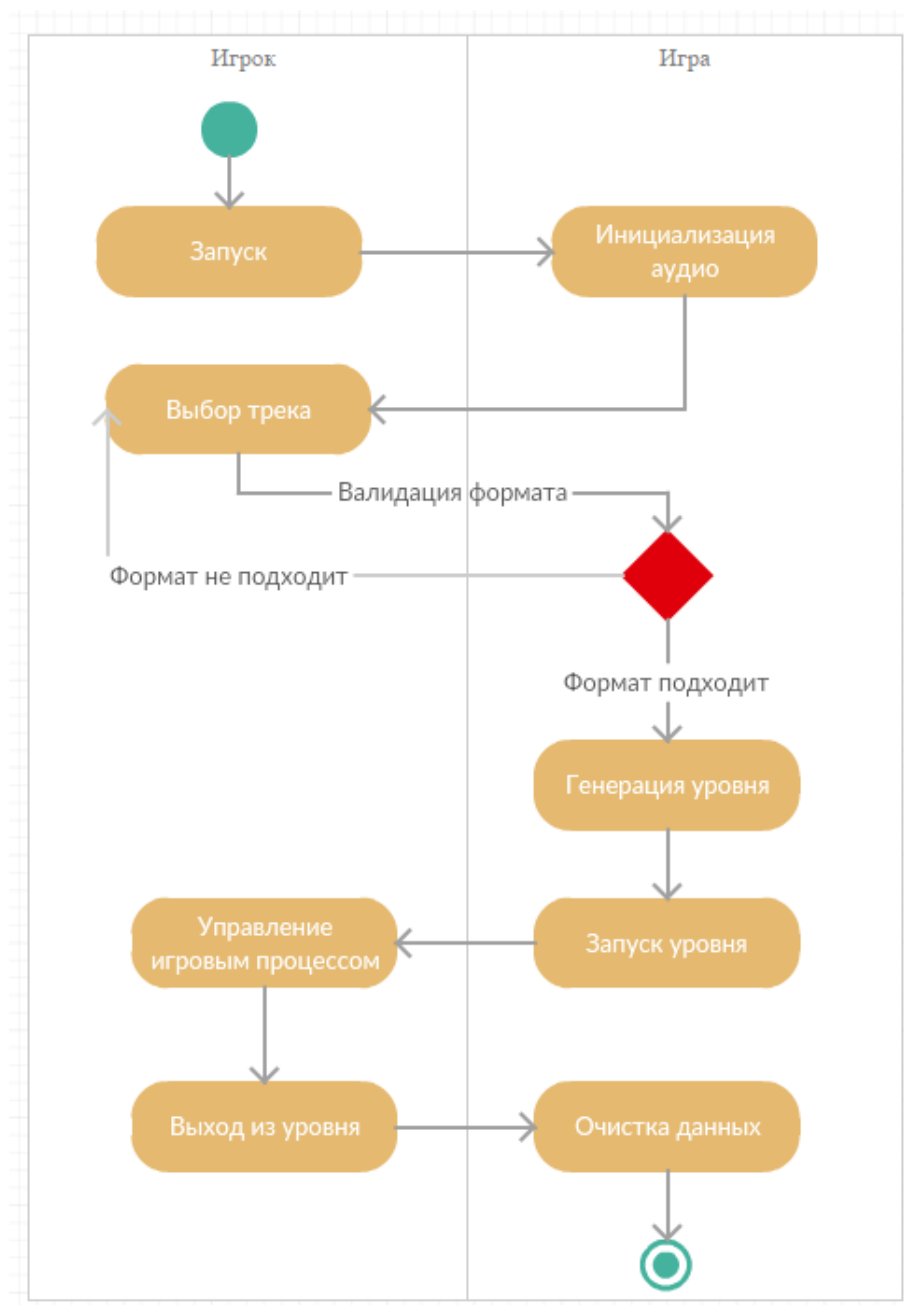 Игрок
Игра
Запуск
Инициализация
аудио
Выбор трека
Валидация формата
Формат не подходит
Формат подходит
Генерация уровня
Управление
игровым процессом
Запуск уровня
Выход из уровня
Очистка данных